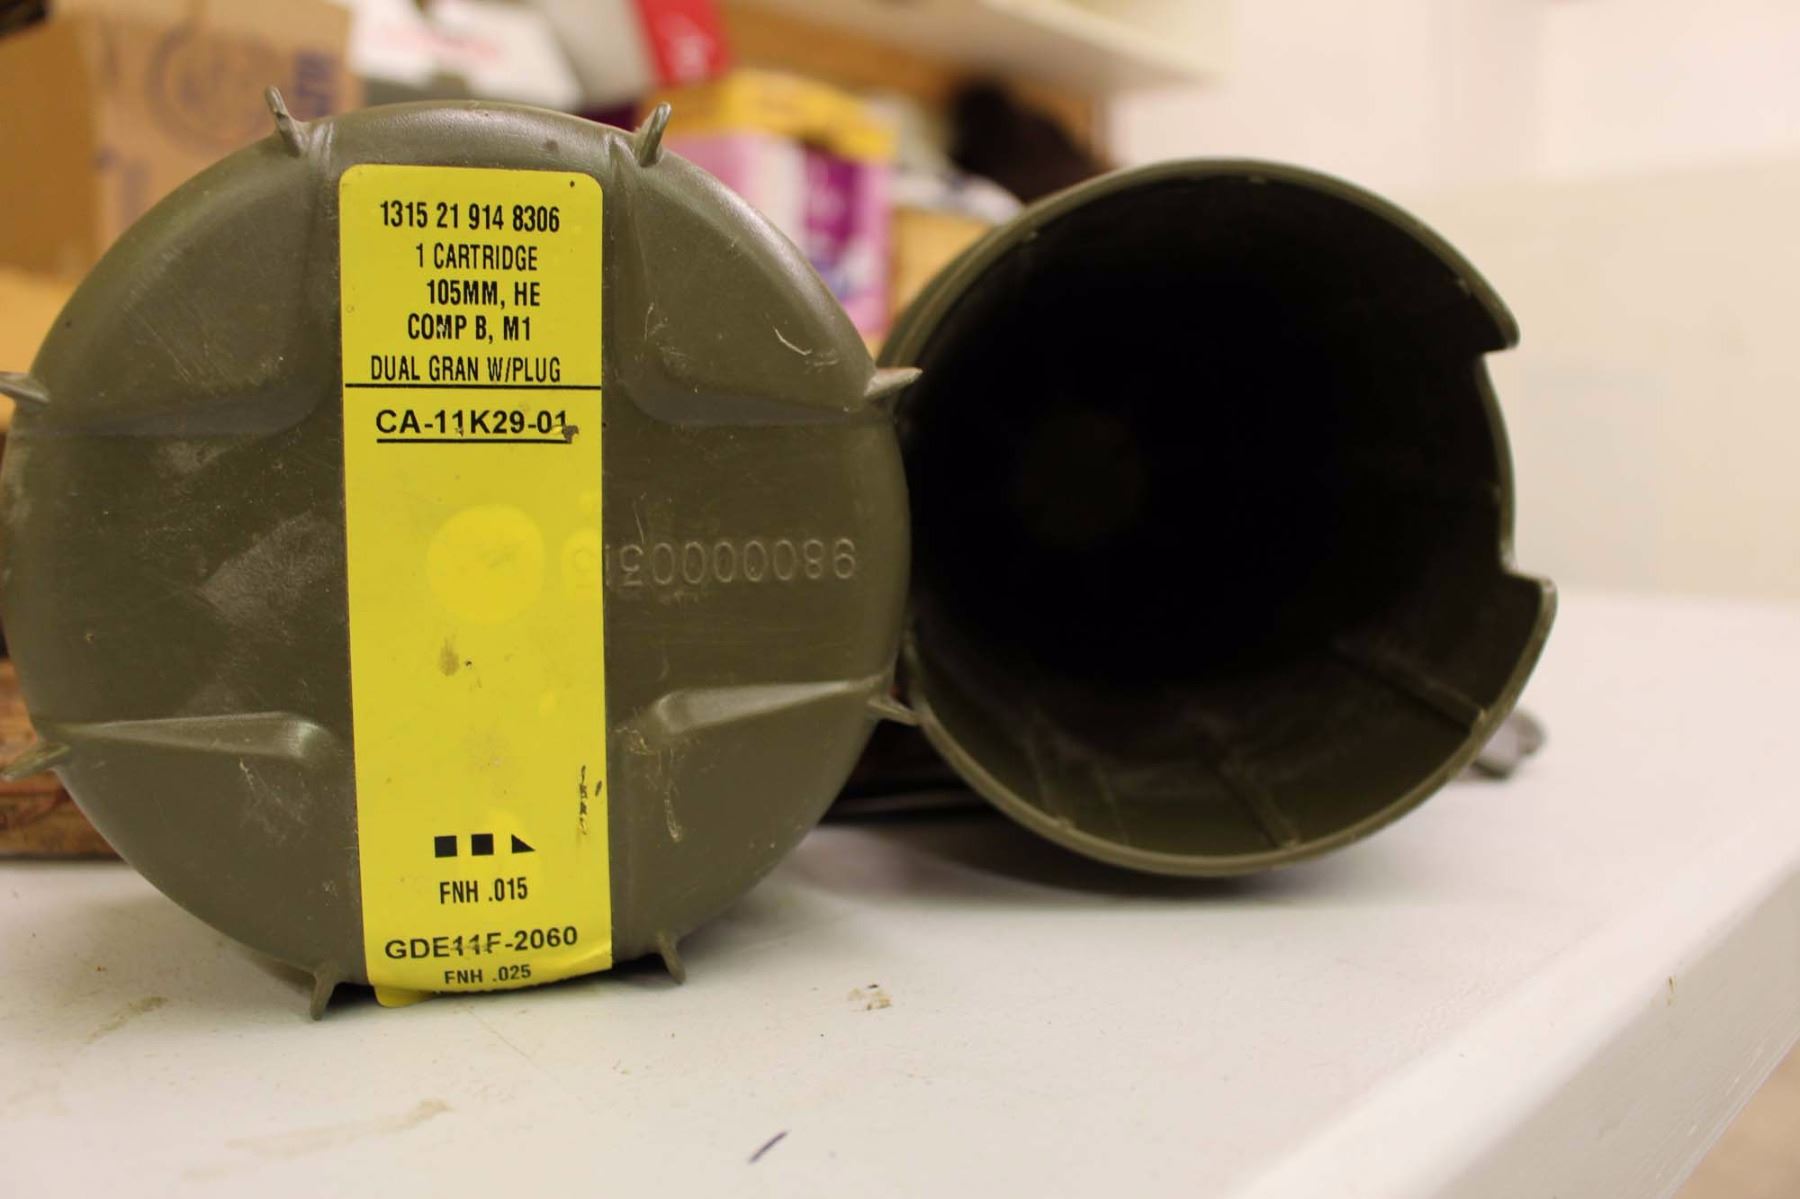 1315 21 914 8306
1 CARTRIDGE
105MM, HE
COMP B, M1
DUAL GRAN W/PLUG
CA-11K29-01
FNH .015
GDE11F-2060
FNH .025